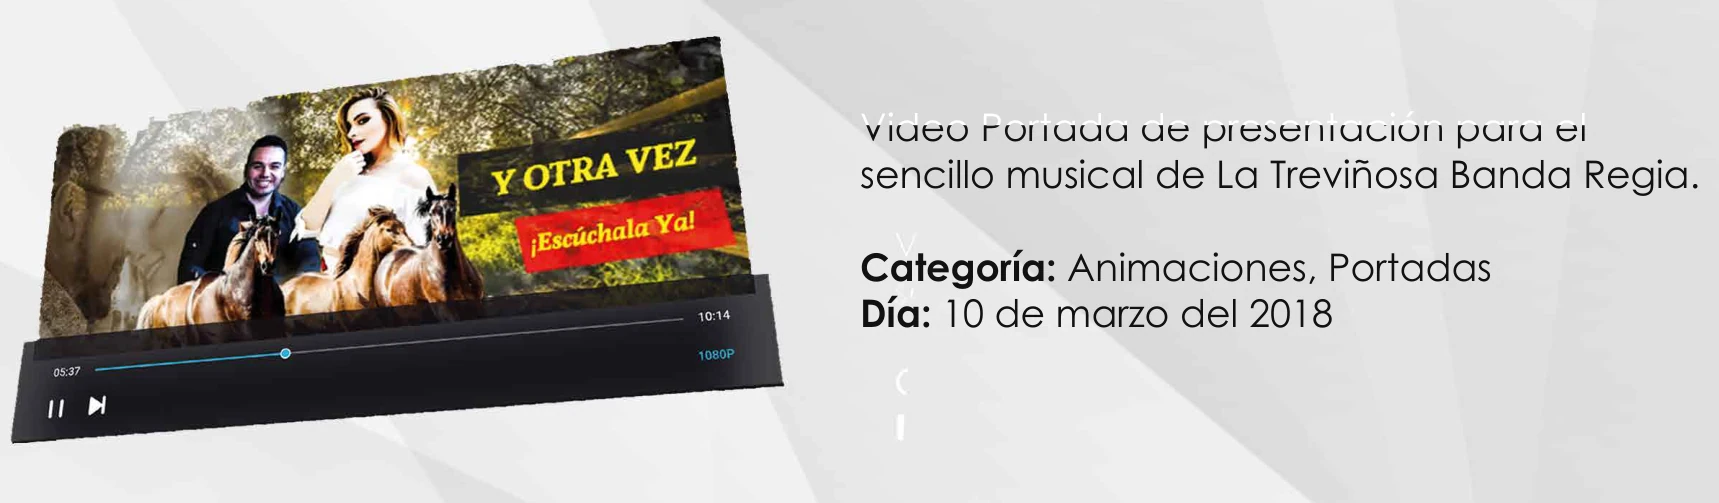 Y OTRA VEZ
¡Escúchala Ya!
10:14
05:37
1080P
Video Portada de presentación para el
sencillo musical de La Treviñosa Banda Regia.
Categoría: Animaciones, Portadas
Día: 10 de marzo del 2018